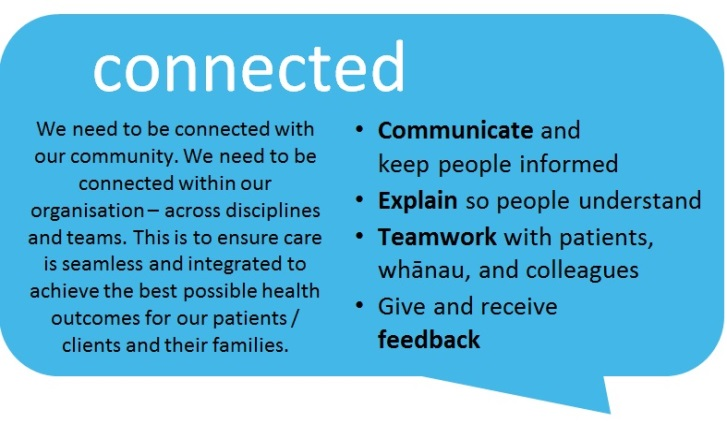 connected
We need to be connected with
our community. We need to be
connected within our
organisation – across disciplines
and teams. This is to ensure care
is seamless and integrated to
achieve the best possible health
outcomes for our patients /
clients and their families.
• Communicate and
keep people informed
• Explain so people understand
• Teamwork with patients,
whānau, and colleagues
• Give and receive
feedback